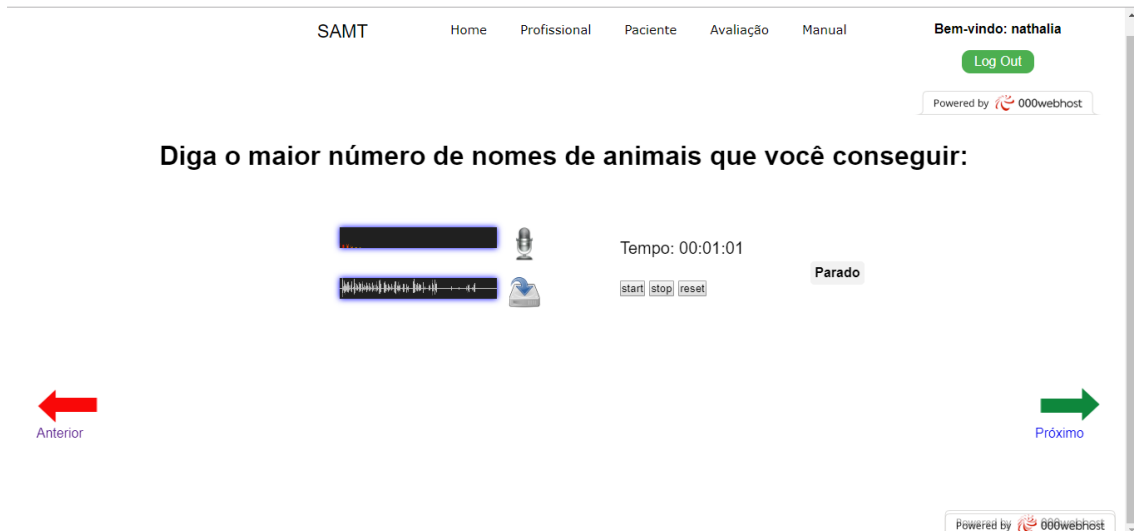 SAMT Home Profissional Paciente Avaliação Manual Bem-vindo: nathalia
Log Out
Powered by 000webhost
Diga o maior número de nomes de animais que você conseguir:
Tempo: 00:01:01
Parado
start stop reset
Anterior
Próximo
Powered by 000webhost